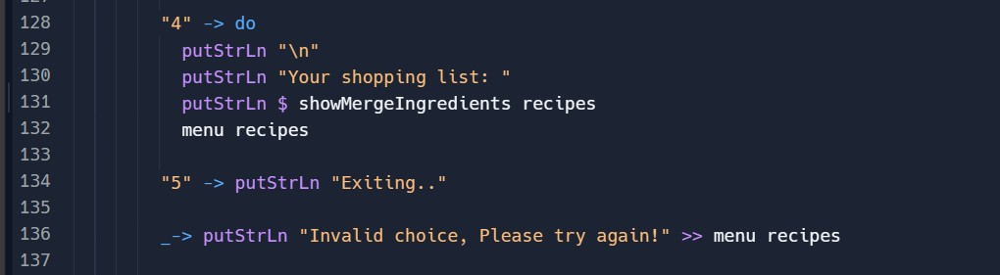 128 "4" -> do
129 putStrLn "\n"
130 putStrLn "Your shopping list: "
131 putStrLn $ showMergeIngredients recipes
132 menu recipes
133
134 "5" -> putStrLn "Exiting.."
135
136 _-> putStrLn "Invalid choice, Please try again!" >> menu recipes
137